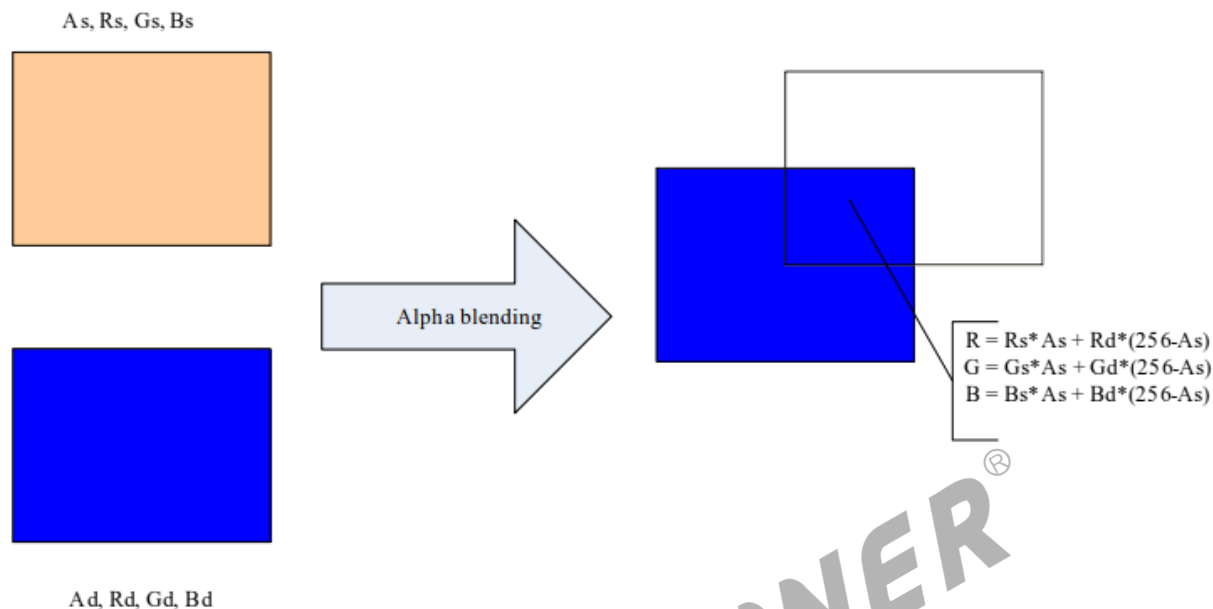 As, Rs, Gs, Bs
Alpha blending
R = Rs*As + Rd*(256-As)
G = Gs*As + Gd*(256-As)
B = Bs*As + Bd*(256-As)
Ad, Rd, Gd, Bd